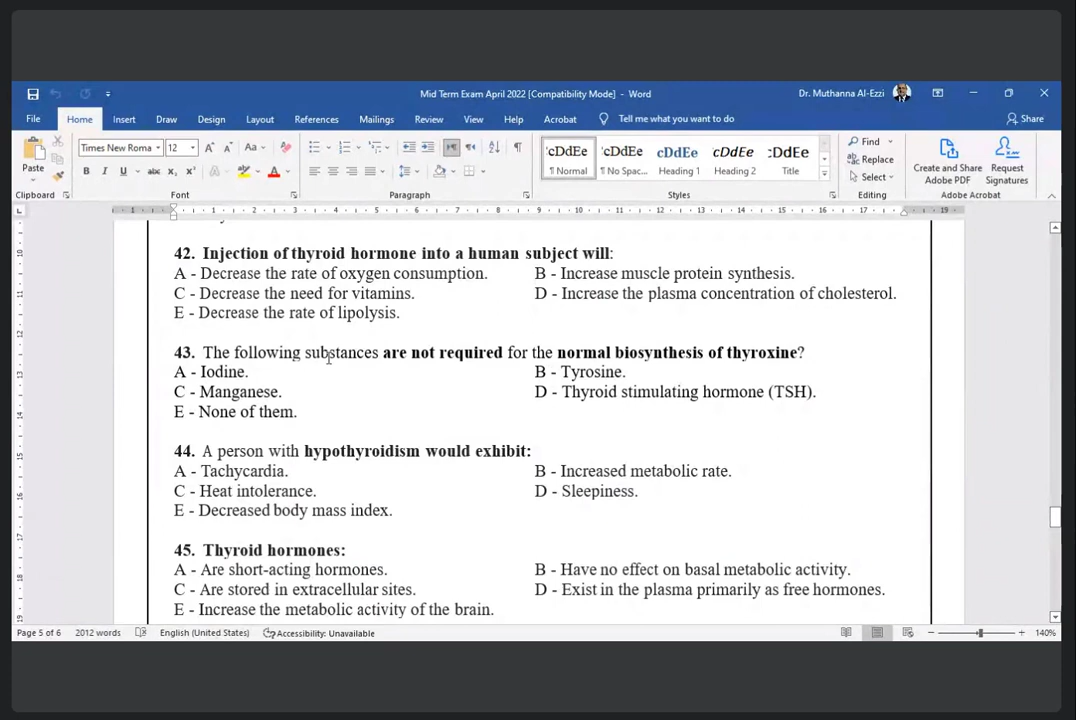 Mid Term Exam April 2022 [Compatibility Mode] - Word
Dr. Muthanna Al-Ezzi
File Home Insert Draw Design Layout References Mailings Review View Help Acrobat Tell me what you want to do Share
Times New Roma 12 Aa
Paste
B I U abc x₂ x² A A
Clipboard Font Paragraph Styles Editing Adobe Acrobat
cDdEe cDdEe cDdEe cDdEe :DdEe
¶ Normal ¶ No Spac... Heading 1 Heading 2 Title
Find
Replace
Select
Create and Share Adobe PDF
Request Signatures
42. Injection of thyroid hormone into a human subject will:
A - Decrease the rate of oxygen consumption. B - Increase muscle protein synthesis.
C - Decrease the need for vitamins. D - Increase the plasma concentration of cholesterol.
E - Decrease the rate of lipolysis.
43. The following substances are not required for the normal biosynthesis of thyroxine?
A - Iodine. B - Tyrosine.
C - Manganese. D - Thyroid stimulating hormone (TSH).
E - None of them.
44. A person with hypothyroidism would exhibit:
A - Tachycardia. B - Increased metabolic rate.
C - Heat intolerance. D - Sleepiness.
E - Decreased body mass index.
45. Thyroid hormones:
A - Are short-acting hormones. B - Have no effect on basal metabolic activity.
C - Are stored in extracellular sites. D - Exist in the plasma primarily as free hormones.
E - Increase the metabolic activity of the brain.
Page 5 of 6 2012 words English (United States) Accessibility: Unavailable 140%